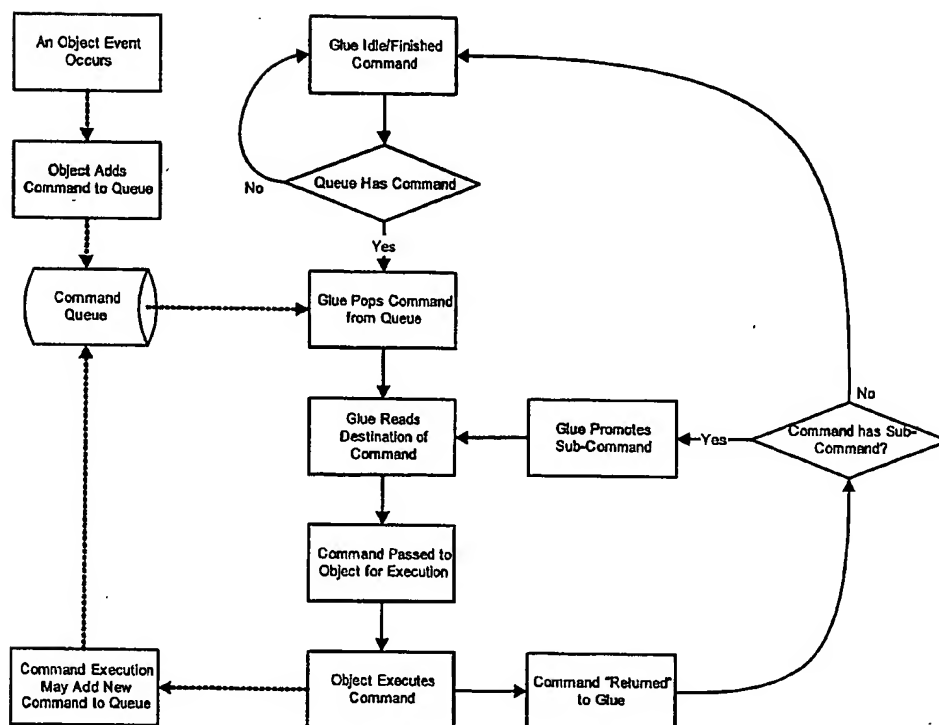 An Object Event
Occurs
Glue Idle/Finished
Command
Object Adds
Command to Queue
No
Queue Has Command
Yes
Command
Queue
Glue Pops Command
from Queue
Glue Reads
Destination of
Command
Glue Promotes
Sub-Command
Yes
No
Command has Sub-
Command?
Command Passed to
Object for Execution
Command Execution
May Add New
Command to Queue
Object Executes
Command
Command "Returned"
to Glue